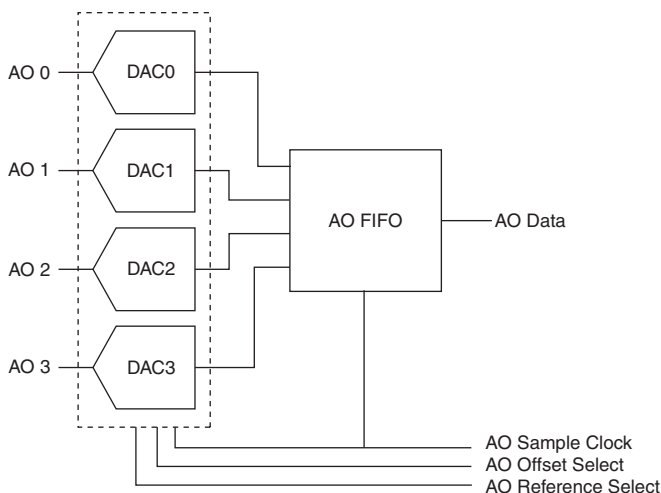 AO 0
DAC0
AO 1
DAC1
AO FIFO
AO Data
AO 2
DAC2
AO 3
DAC3
AO Sample Clock
AO Offset Select
AO Reference Select